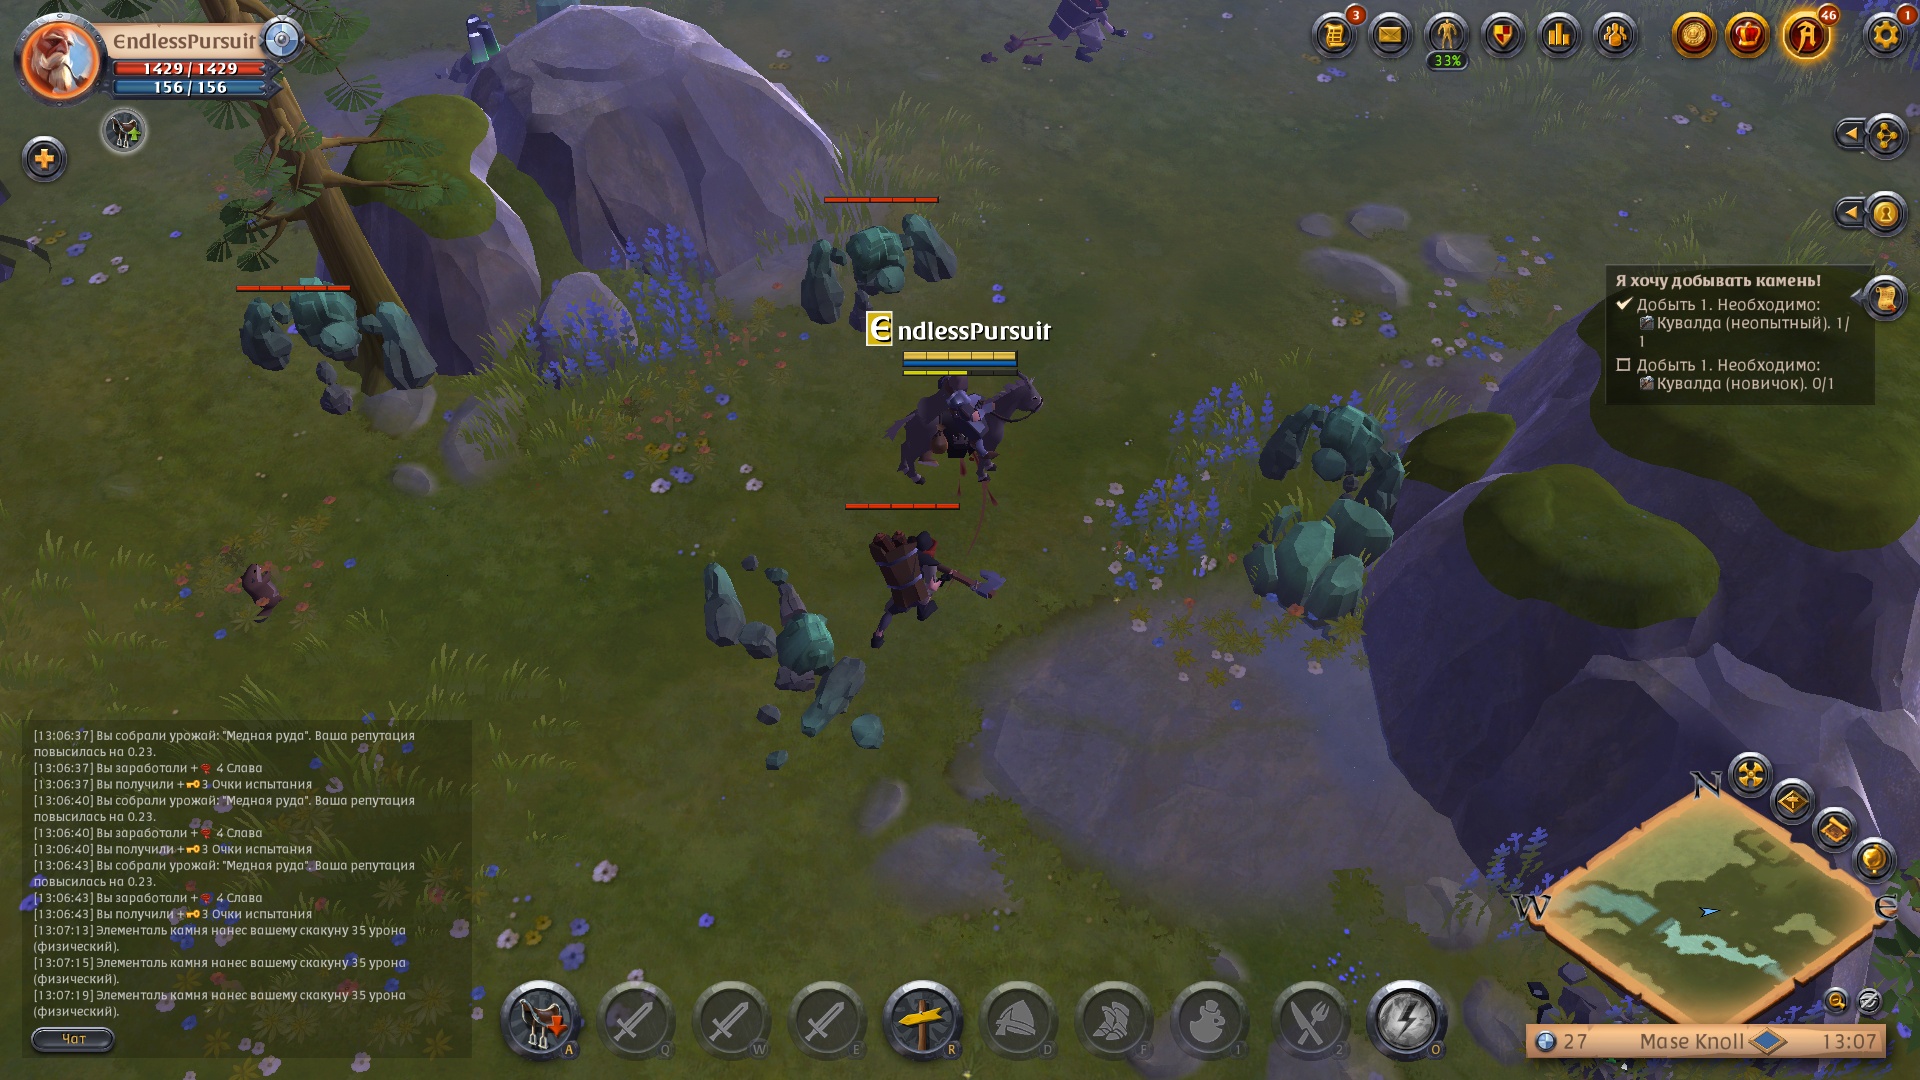 EndlessPursuit
1429 / 1429
156 / 156
3
33%
46
1
Я хочу добывать камень!
Добыть 1. Необходимо:
Кувалда (неопытный). 1/
1
Добыть 1. Необходимо:
Кувалда (новичок). 0/1
EndlessPursuit
[13:06:37] Вы собрали урожай: "Медная руда". Ваша репутация
повысилась на 0.23.
[13:06:37] Вы заработали + 4 Слава
[13:06:37] Вы получили + 3 Очки испытания
[13:06:40] Вы собрали урожай: "Медная руда". Ваша репутация
повысилась на 0.23.
[13:06:40] Вы заработали + 4 Слава
[13:06:40] Вы получили + 3 Очки испытания
[13:06:43] Вы собрали урожай: "Медная руда". Ваша репутация
повысилась на 0.23.
[13:06:43] Вы заработали + 4 Слава
[13:06:43] Вы получили + 3 Очки испытания
[13:07:13] Элементаль камня нанес вашему скакуну 35 урона
(физический).
[13:07:15] Элементаль камня нанес вашему скакуну 35 урона
(физический).
[13:07:19] Элементаль камня нанес вашему скакуну 35 урона
(физический).
Чат
A Q W E R D F 1 2 O
N
W E
27 Mase Knoll 13:07